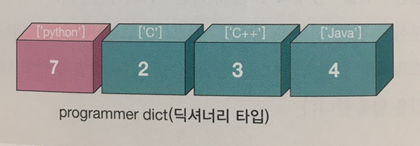 ['python'] ['C'] ['C++'] ['Java']
7 2 3 4
programmer dict(딕셔너리 타입)